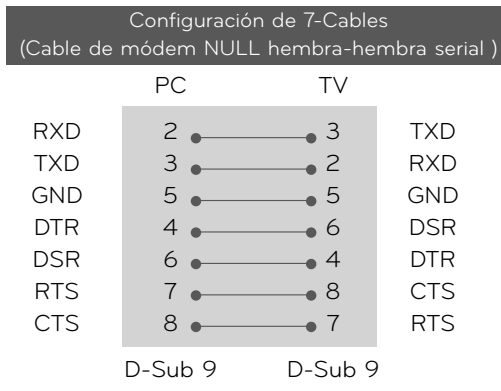 Configuración de 7-Cables
(Cable de módem NULL hembra-hembra serial )
PC TV
RXD 2 3 TXD
TXD 3 2 RXD
GND 5 5 GND
DTR 4 6 DSR
DSR 6 4 DTR
RTS 7 8 CTS
CTS 8 7 RTS
D-Sub 9 D-Sub 9